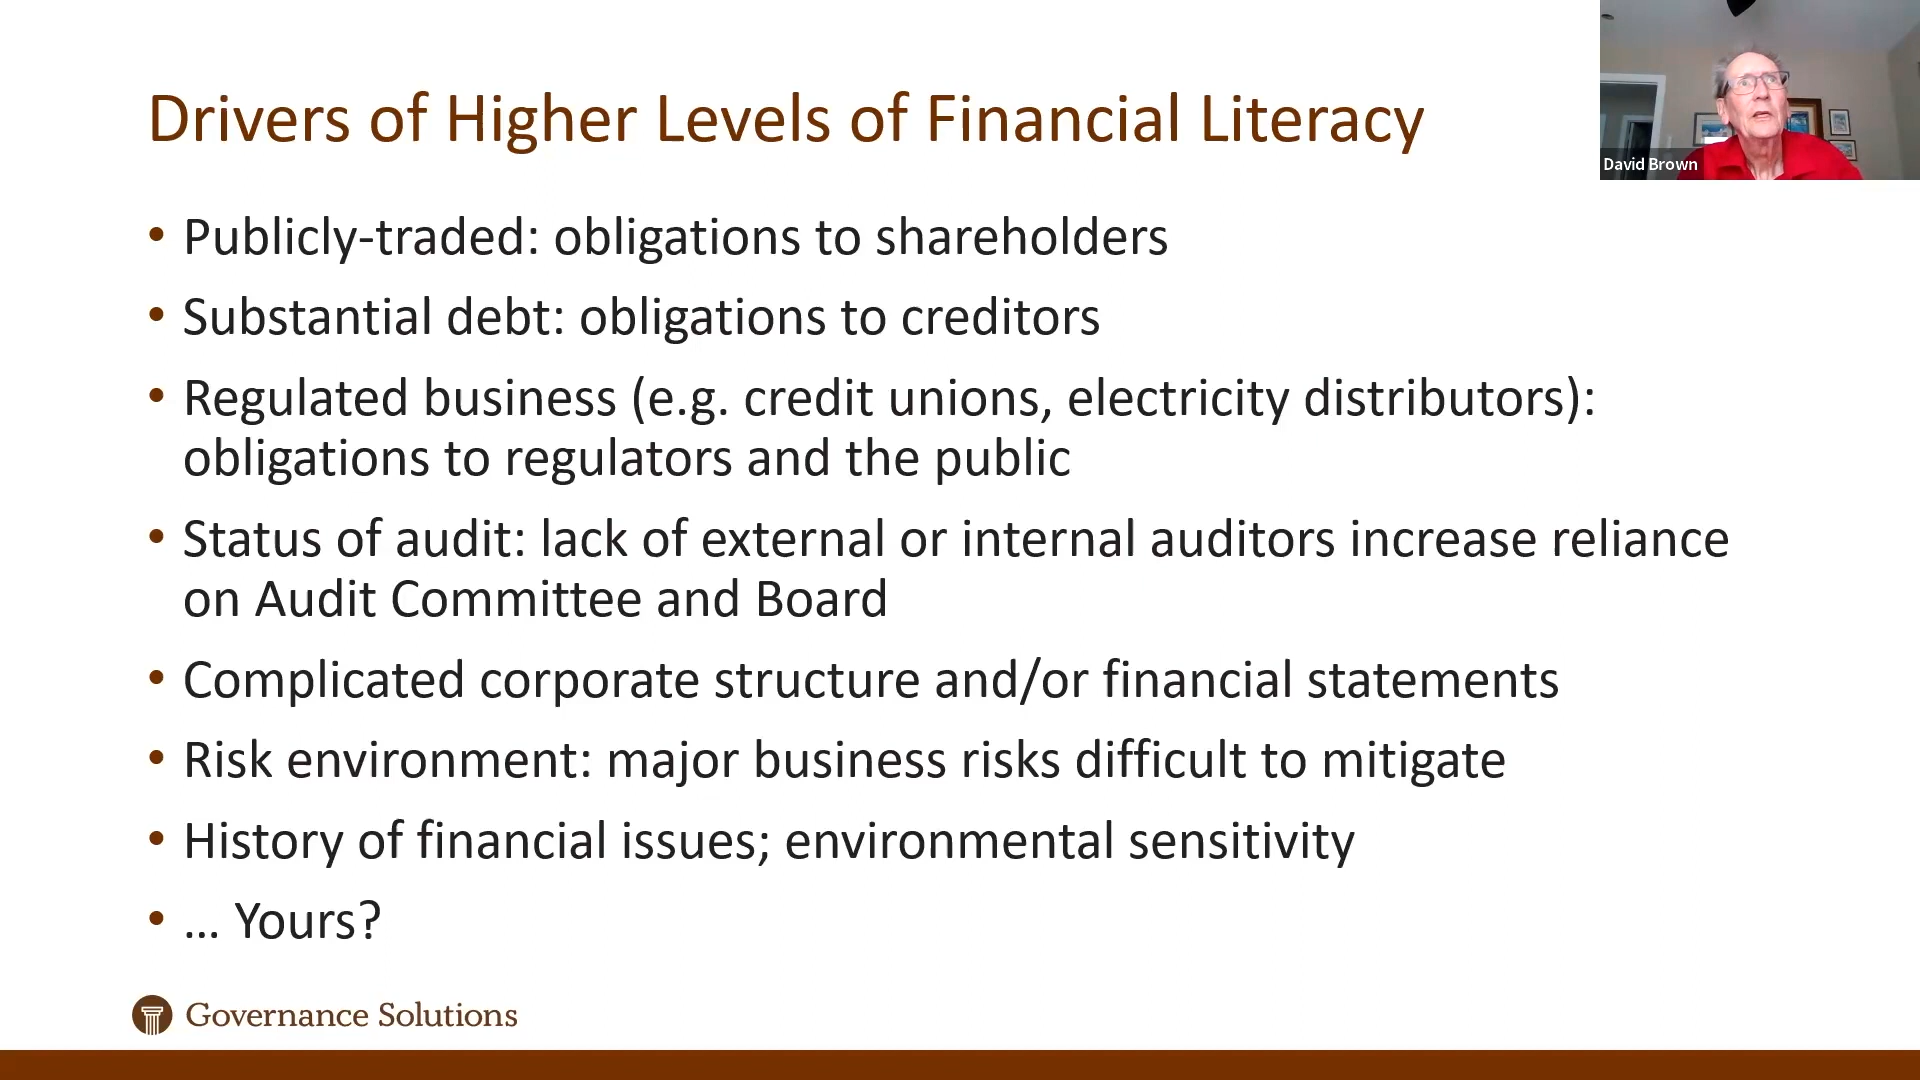 Drivers of Higher Levels of Financial Literacy
David Brown
• Publicly-traded: obligations to shareholders
• Substantial debt: obligations to creditors
• Regulated business (e.g. credit unions, electricity distributors):
obligations to regulators and the public
• Status of audit: lack of external or internal auditors increase reliance
on Audit Committee and Board
• Complicated corporate structure and/or financial statements
• Risk environment: major business risks difficult to mitigate
• History of financial issues; environmental sensitivity
• ... Yours?
Governance Solutions